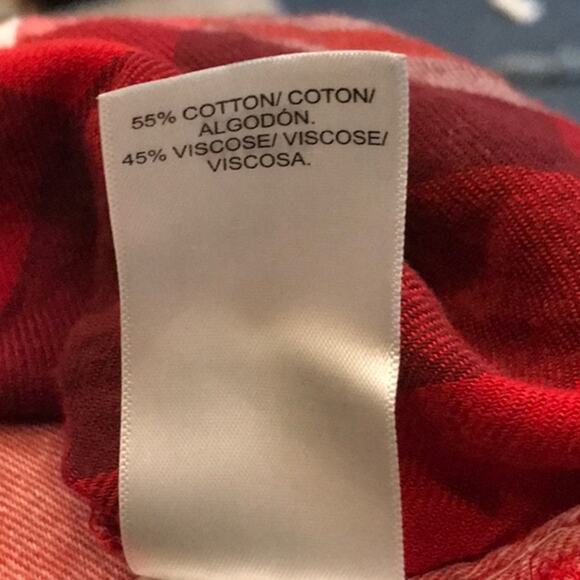 55% COTTON/ COTON/
ALGODÓN.
45% VISCOSE/ VISCOSE/
VISCOSA.